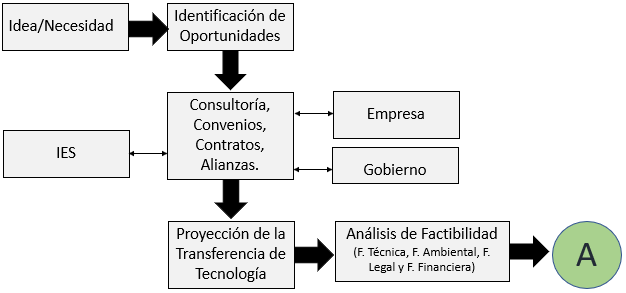 Idea/Necesidad
Identificación de
Oportunidades
Consultoría,
Convenios,
Contratos,
Alianzas.
Empresa
IES
Gobierno
Proyección de la
Transferencia de
Tecnología
Análisis de Factibilidad
(F. Técnica, F. Ambiental, F.
Legal y F. Financiera)
A